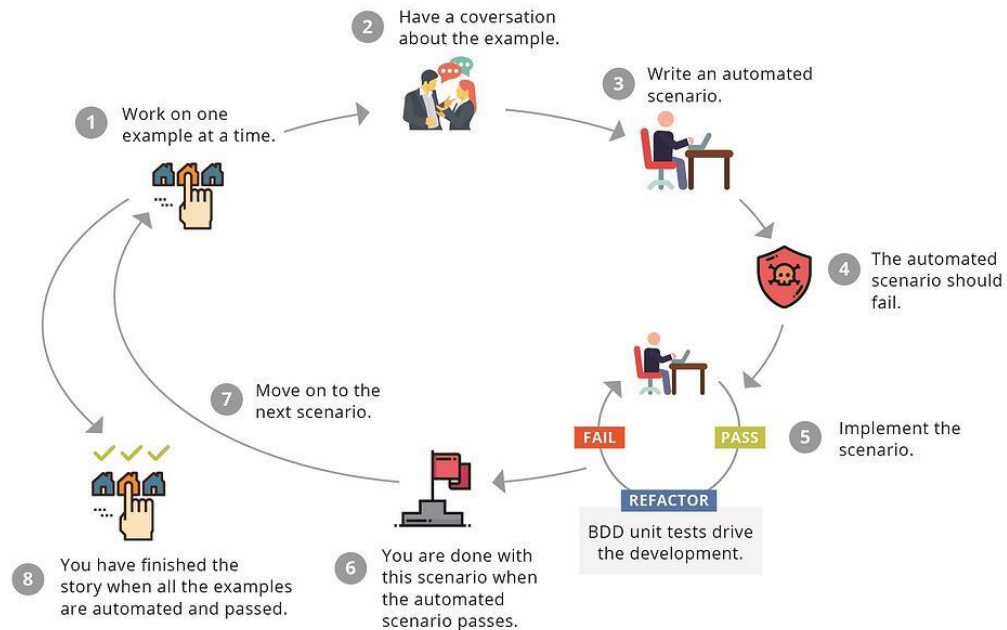 1
Work on one
example at a time.
2
Have a coversation
about the example.
3
Write an automated
scenario.
4
The automated
scenario should
fail.
5
Implement the
scenario.
FAIL
PASS
REFACTOR
BDD unit tests drive
the development.
6
You are done with
this scenario when
the automated
scenario passes.
7
Move on to the
next scenario.
8
You have finished the
story when all the examples
are automated and passed.